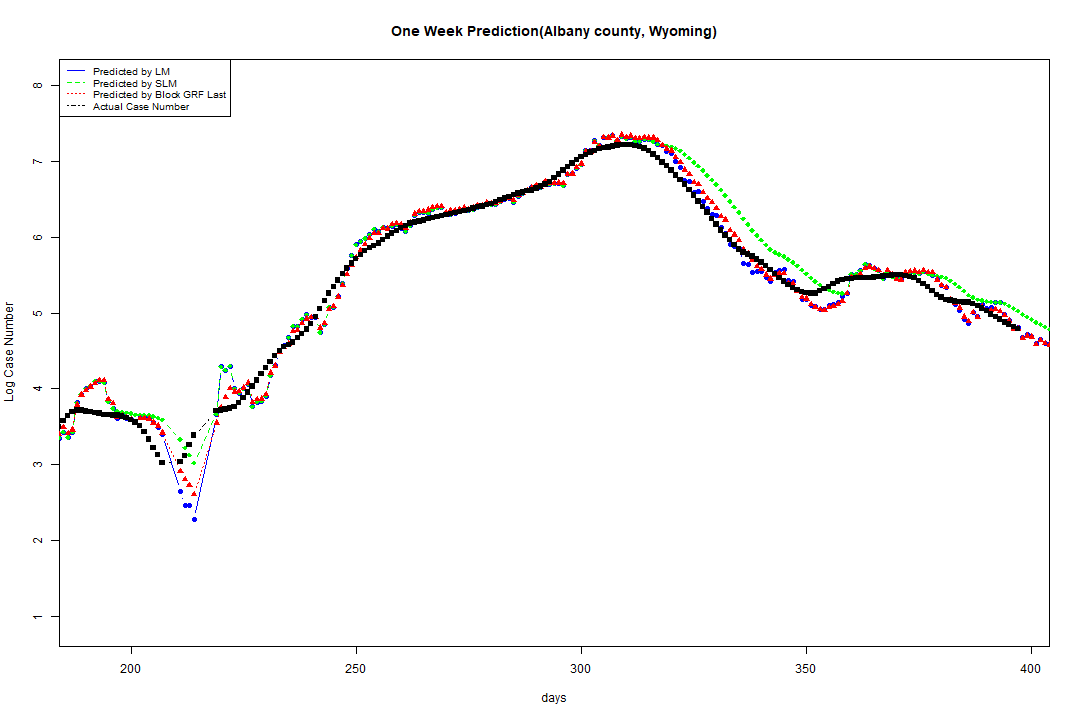 One Week Prediction(Albany county, Wyoming)
Predicted by LM
Predicted by SLM
Predicted by Block GRF Last
Actual Case Number
8
7
6
5
4
3
2
1
Log Case Number
200 250 300 350 400
days